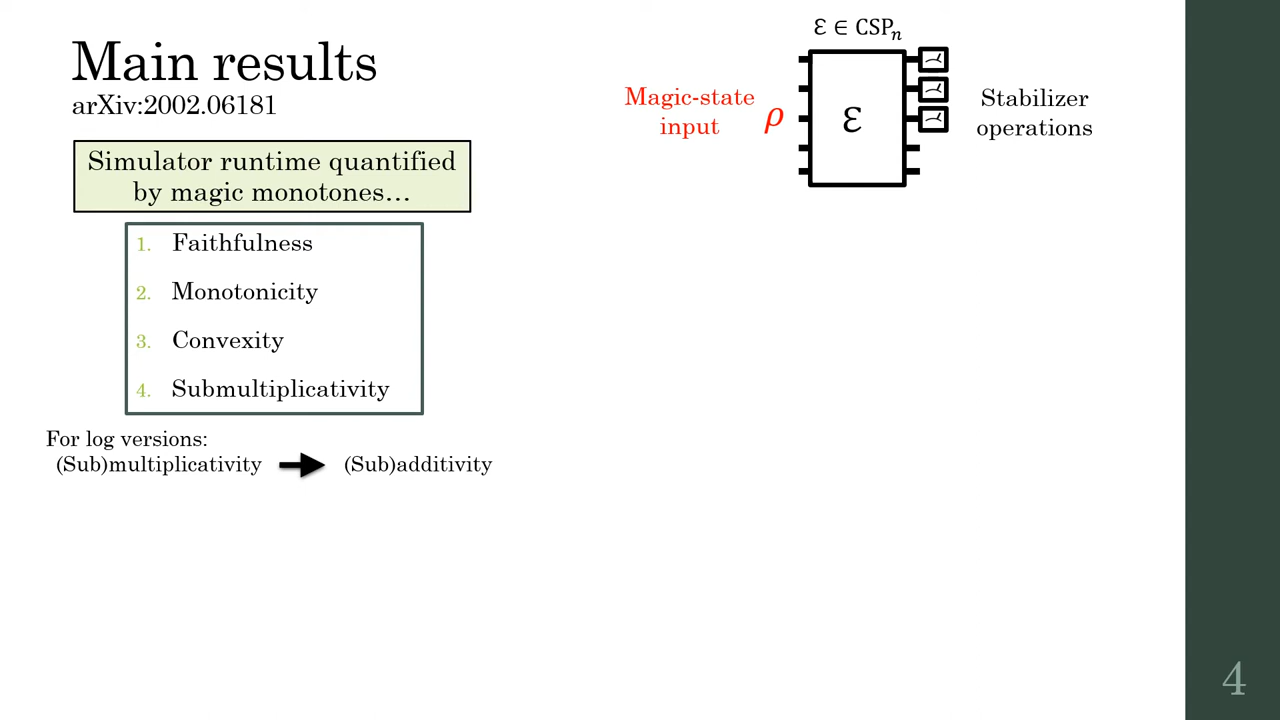 Main results
arXiv:2002.06181
Simulator runtime quantified
by magic monotones…
1. Faithfulness
2. Monotonicity
3. Convexity
4. Submultiplicativity
For log versions:
(Sub)multiplicativity
(Sub)additivity
Ɛ ∈ CSPₙ
Magic-state
input
ρ
Ɛ
Stabilizer
operations
4